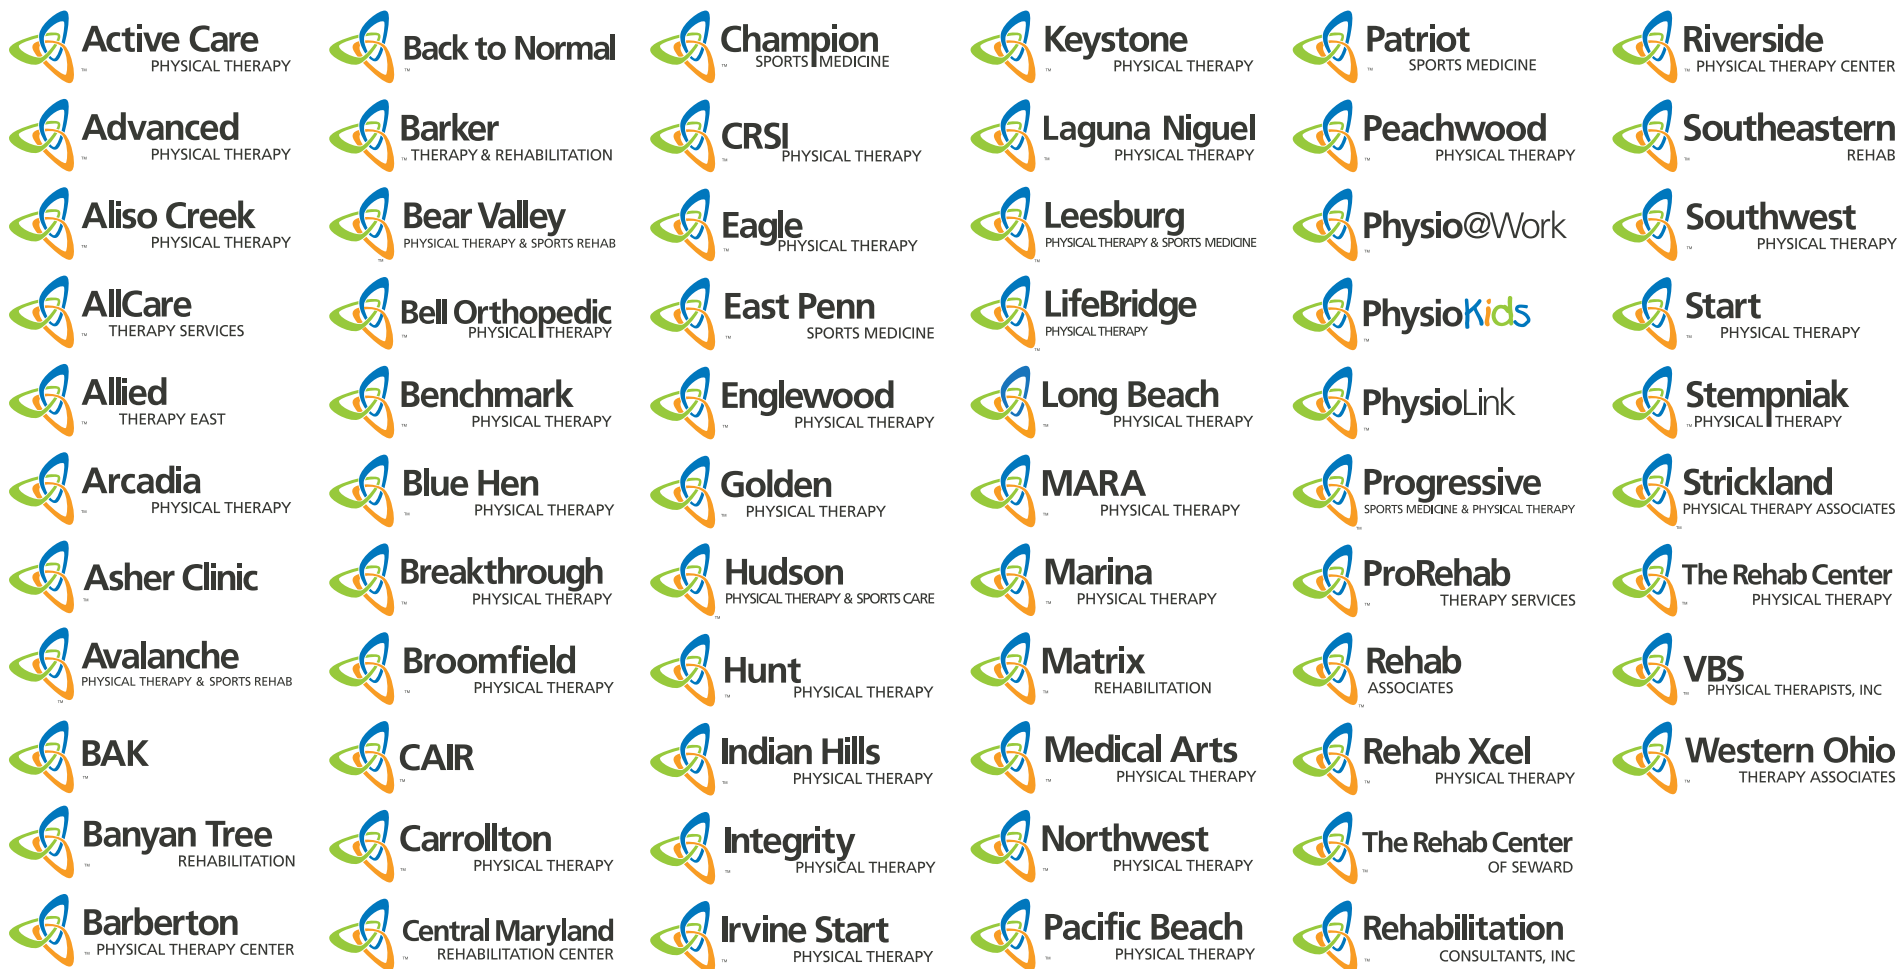 Active Care
PHYSICAL THERAPY
Advanced
PHYSICAL THERAPY
Aliso Creek
PHYSICAL THERAPY
AllCare
THERAPY SERVICES
Allied
THERAPY EAST
Arcadia
PHYSICAL THERAPY
Asher Clinic
Avalanche
PHYSICAL THERAPY & SPORTS REHAB
BAK
Banyan Tree
REHABILITATION
Barberton
PHYSICAL THERAPY CENTER
Back to Normal
Barker
THERAPY & REHABILITATION
Bear Valley
PHYSICAL THERAPY & SPORTS REHAB
Bell Orthopedic
PHYSICAL THERAPY
Benchmark
PHYSICAL THERAPY
Blue Hen
PHYSICAL THERAPY
Breakthrough
PHYSICAL THERAPY
Broomfield
PHYSICAL THERAPY
CAIR
Carrollton
PHYSICAL THERAPY
Central Maryland
REHABILITATION CENTER
Champion
SPORTS MEDICINE
CRSI
PHYSICAL THERAPY
Eagle
PHYSICAL THERAPY
East Penn
SPORTS MEDICINE
Englewood
PHYSICAL THERAPY
Golden
PHYSICAL THERAPY
Hudson
PHYSICAL THERAPY & SPORTS CARE
Hunt
PHYSICAL THERAPY
Indian Hills
PHYSICAL THERAPY
Integrity
PHYSICAL THERAPY
Irvine Start
PHYSICAL THERAPY
Keystone
PHYSICAL THERAPY
Laguna Niguel
PHYSICAL THERAPY
Leesburg
PHYSICAL THERAPY & SPORTS MEDICINE
LifeBridge
PHYSICAL THERAPY
Long Beach
PHYSICAL THERAPY
MARA
PHYSICAL THERAPY
Marina
PHYSICAL THERAPY
Matrix
REHABILITATION
Medical Arts
PHYSICAL THERAPY
Northwest
PHYSICAL THERAPY
Pacific Beach
PHYSICAL THERAPY
Patriot
SPORTS MEDICINE
Peachwood
PHYSICAL THERAPY
Physio@Work
PhysioKids
PhysioLink
Progressive
SPORTS MEDICINE & PHYSICAL THERAPY
ProRehab
THERAPY SERVICES
Rehab
ASSOCIATES
Rehab Xcel
PHYSICAL THERAPY
The Rehab Center
OF SEWARD
Rehabilitation
CONSULTANTS, INC
Riverside
PHYSICAL THERAPY CENTER
Southeastern
REHAB
Southwest
PHYSICAL THERAPY
Start
PHYSICAL THERAPY
Stempniak
PHYSICAL THERAPY
Strickland
PHYSICAL THERAPY ASSOCIATES
The Rehab Center
PHYSICAL THERAPY
VBS
PHYSICAL THERAPISTS, INC
Western Ohio
THERAPY ASSOCIATES